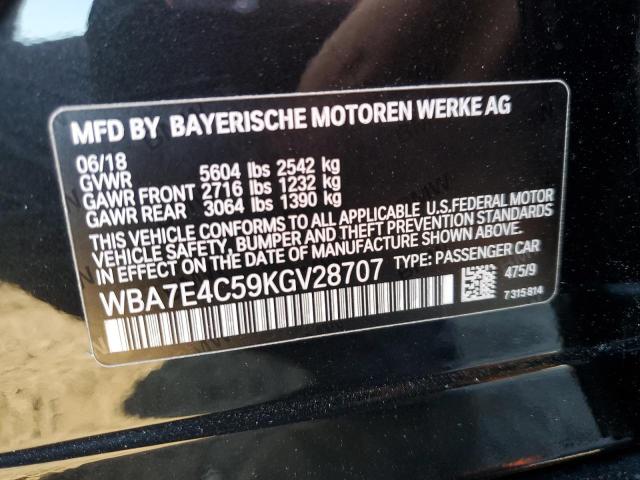 MFD BY BAYERISCHE MOTOREN WERKE AG
06/18
GVWR 5604 lbs 2542 kg
GAWR FRONT 2716 lbs 1232 kg
GAWR REAR 3064 lbs 1390 kg
THIS VEHICLE CONFORMS TO ALL APPLICABLE U.S.FEDERAL MOTOR
VEHICLE SAFETY, BUMPER AND THEFT PREVENTION STANDARDS
IN EFFECT ON THE DATE OF MANUFACTURE SHOWN ABOVE.
WBA7E4C59KGV28707 TYPE: PASSENGER CAR
475/9
7 315 814